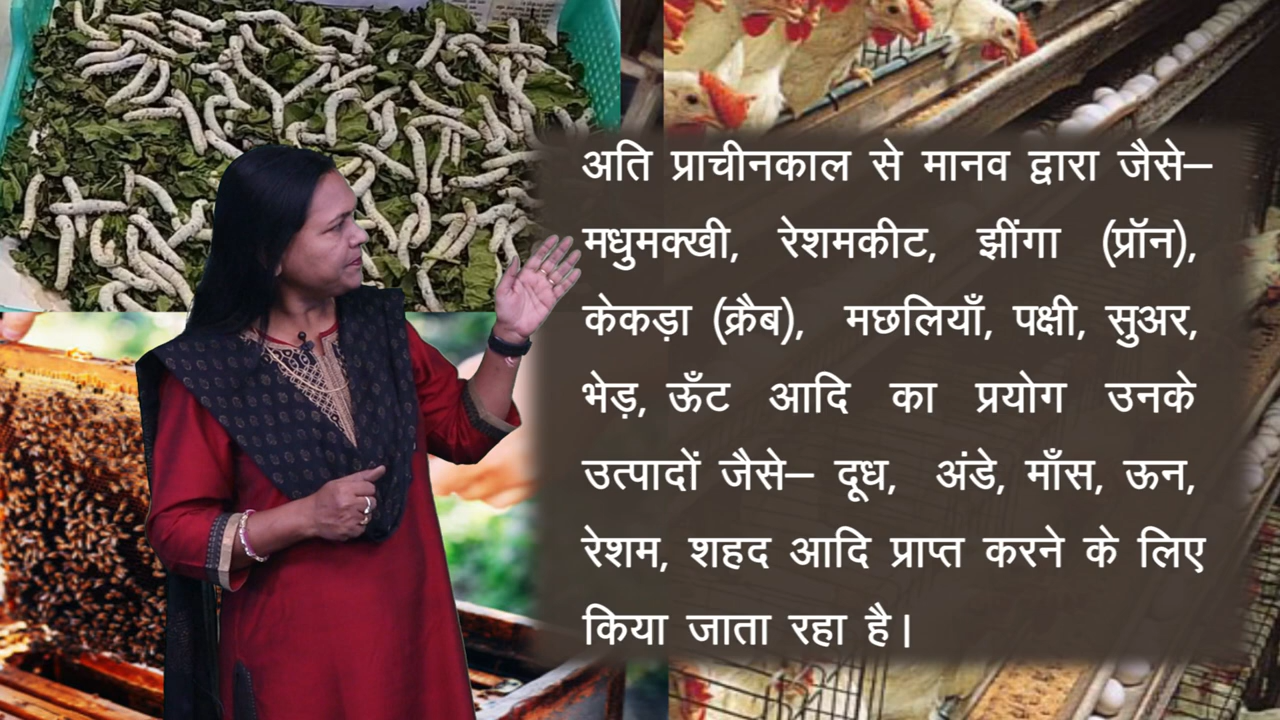 अति प्राचीनकाल से मानव द्वारा जैसे–
मधुमक्खी, रेशमकीट, झींगा (प्रॉन),
केकड़ा (क्रैब), मछलियाँ, पक्षी, सुअर,
भेड़, ऊँट आदि का प्रयोग उनके
उत्पादों जैसे– दूध, अंडे, माँस, ऊन,
रेशम, शहद आदि प्राप्त करने के लिए
किया जाता रहा है।